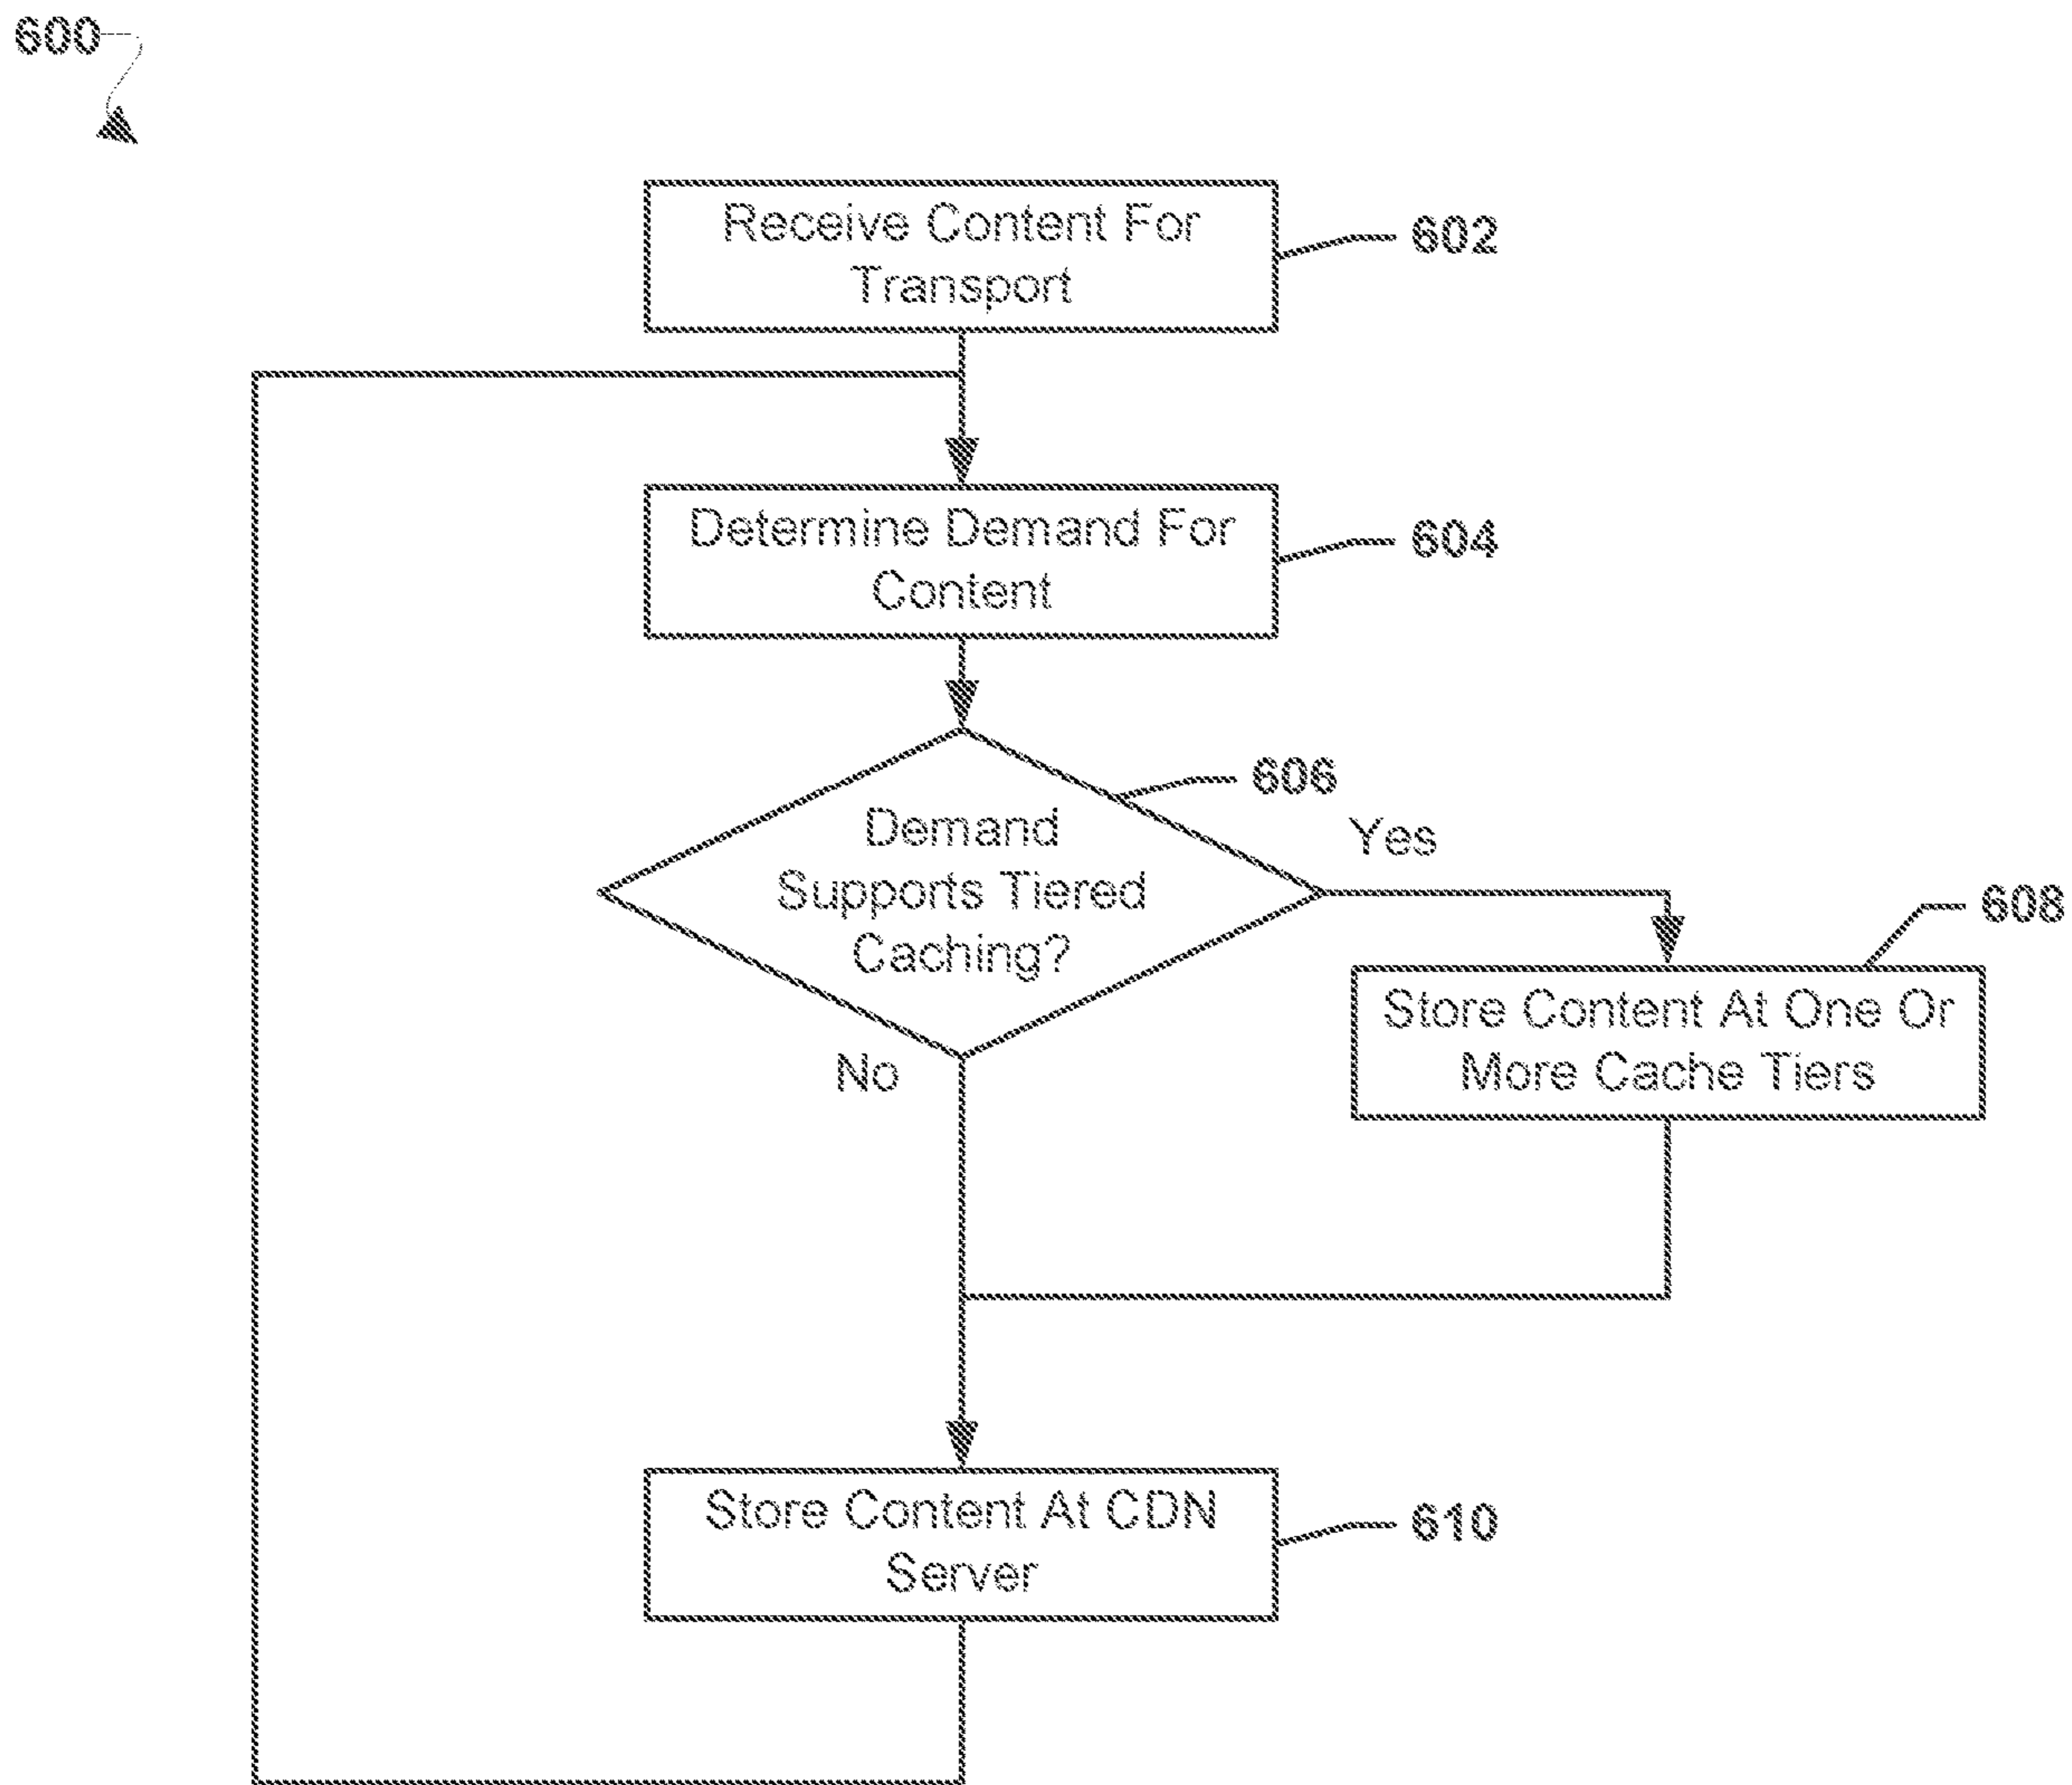 600
Receive Content For
Transport
602
Determine Demand For
Content
604
606
Demand
Supports Tiered
Caching?
Yes
608
Store Content At One Or
More Cache Tiers
No
Store Content At CDN
Server
610